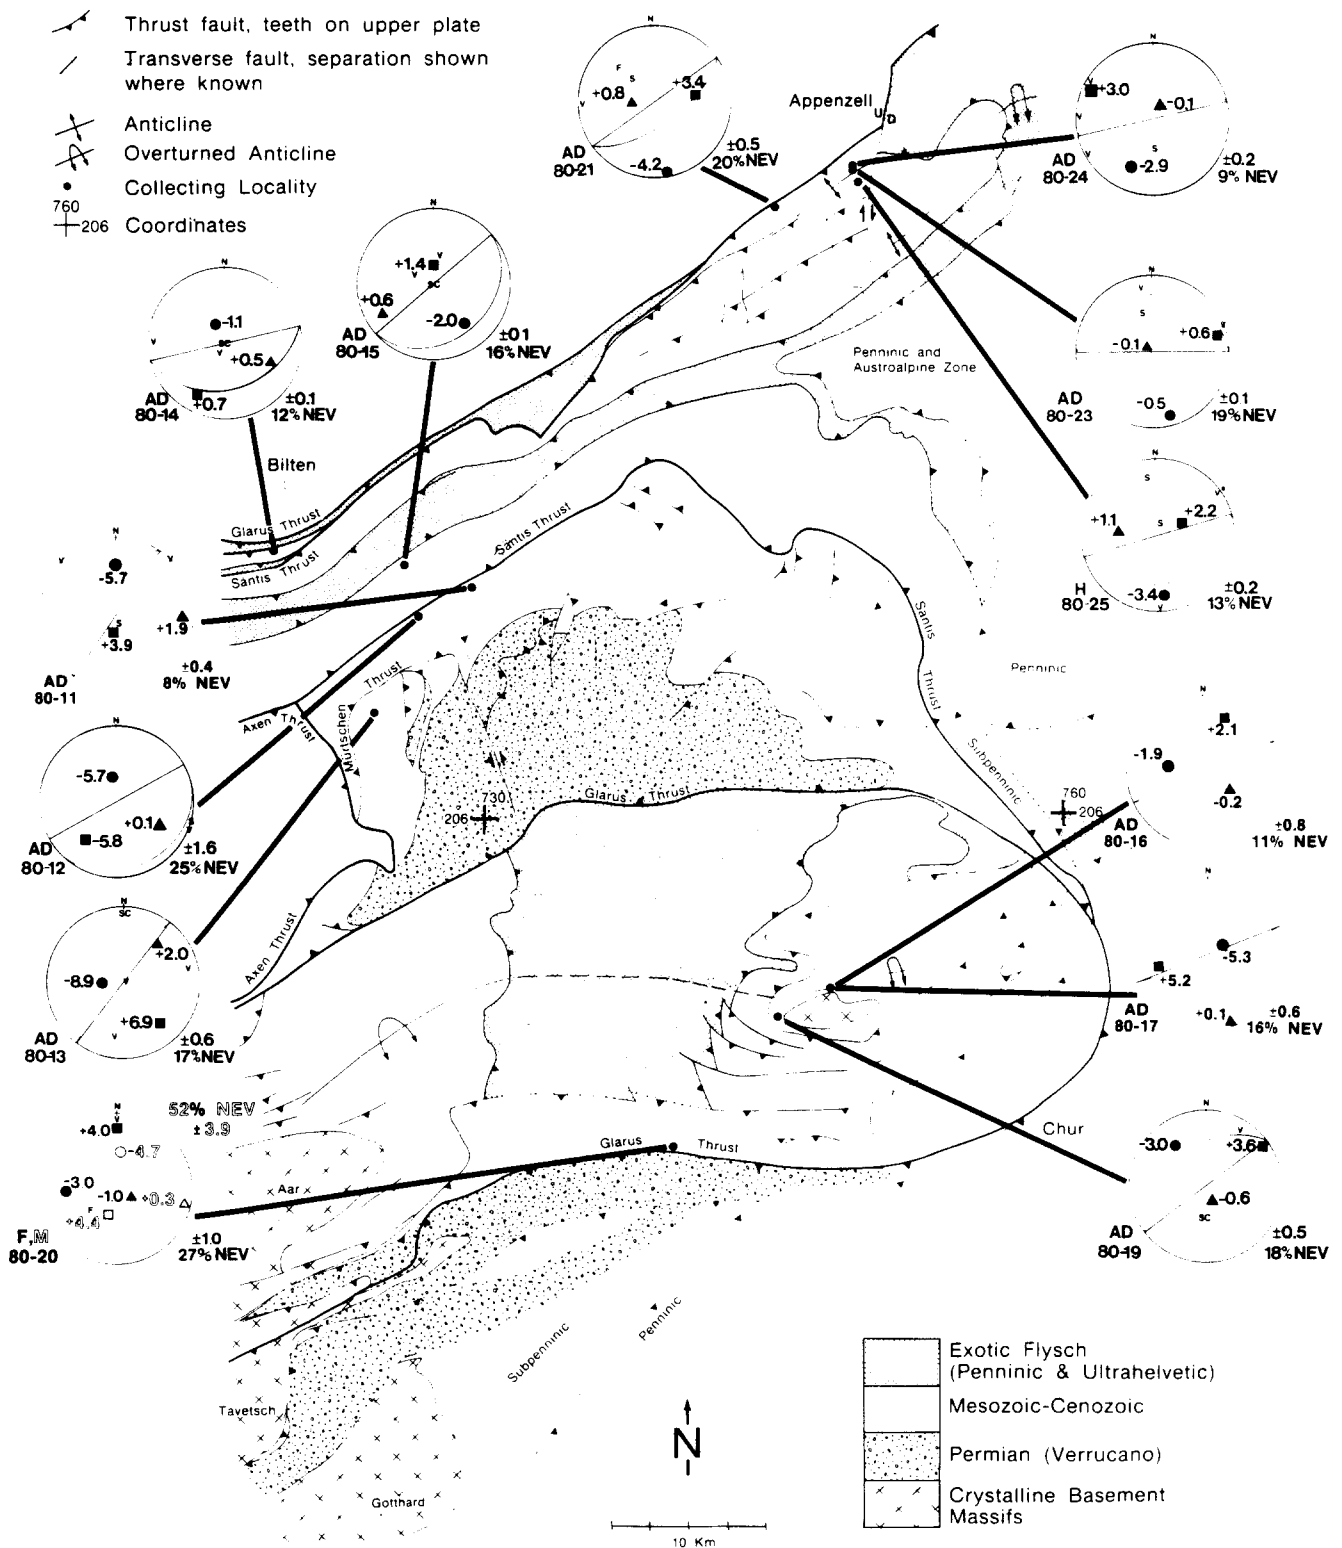 Thrust fault, teeth on upper plate
Transverse fault, separation shown
where known
Anticline
Overturned Anticline
Collecting Locality
760
206 Coordinates
N
F
S
+0.8
+3.4
V
V
-4.2
AD
80-21
±0.5
20% NEV
Appenzell
U
D
N
V
+3.0
-0.1
V
V
S
-2.9
AD
80-24
±0.2
9% NEV
N
+1.4
V
V
SC
+0.6
-2.0
AD
80-15
±0.1
16% NEV
N
-1.1
SC
V
V
V
+0.5
+0.7
AD
80-14
±0.1
12% NEV
Bilten
N
V
S
V
+0.6
-0.1
-0.5
AD
80-23
±0.1
19% NEV
Penninic and
Austroalpine Zone
N
S
V
S
+2.2
+1.1
-3.4
V
H
80-25
±0.2
13% NEV
Glarus Thrust
Säntis Thrust
Säntis Thrust
N
V
V
-5.7
S
+3.9
+1.9
AD
80-11
±0.4
8% NEV
Säntis Thrust
Penninic
Subpenninic
Axen Thrust
Mürtschen Thrust
N
-5.7
+0.1
-5.8
AD
80-12
±1.6
25% NEV
730
206
Glarus Thrust
760
206
N
+2.1
-1.9
-0.2
AD
80-16
±0.8
11% NEV
N
SC
+2.0
V
-8.9
V
+6.9
V
AD
80-13
±0.6
17% NEV
Axen Thrust
N
-5.3
+5.2
+0.1
AD
80-17
±0.6
16% NEV
N
V
+4.0
52% NEV
±3.9
-4.7
-3.0
-1.0
+0.3
F
+4.4
F,M
80-20
±1.0
27% NEV
Aar
Glarus Thrust
Chur
N
V
-3.0
+3.6
-0.6
SC
AD
80-19
±0.5
18% NEV
Subpenninic
Penninic
Tavetsch
Gotthard
N
10 Km
Exotic Flysch
(Penninic & Ultrahelvetic)
Mesozoic-Cenozoic
Permian (Verrucano)
Crystalline Basement
Massifs